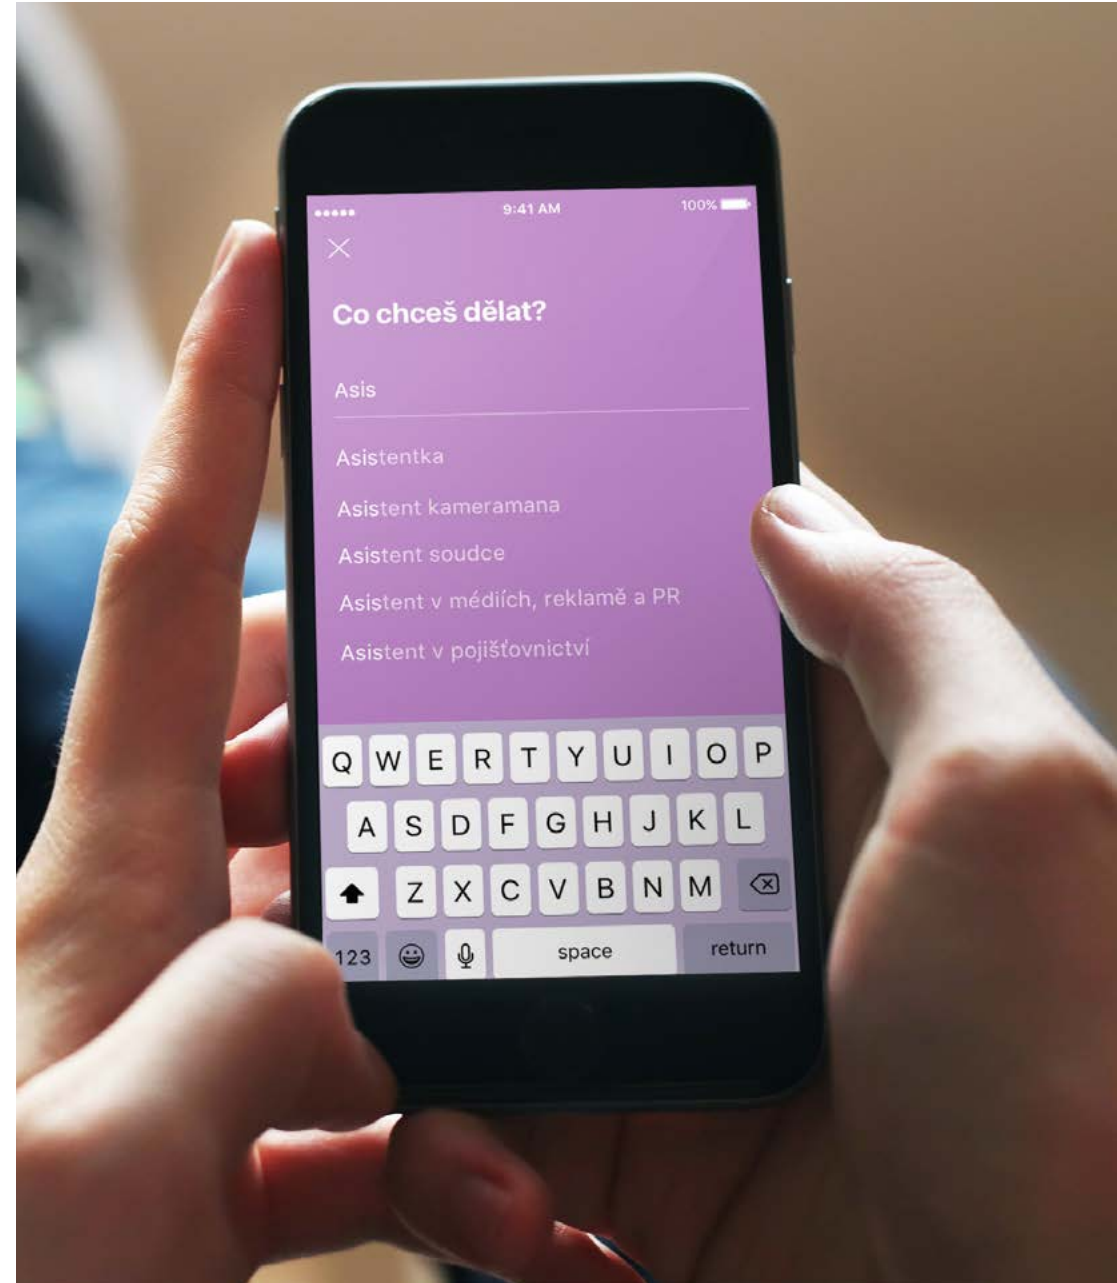 9:41 AM 100%
Co chceš dělat?
Asis
Asistentka
Asistent kameramana
Asistent soudce
Asistent v médiích, reklamě a PR
Asistent v pojišťovnictví
Q W E R T Y U I O P
A S D F G H J K L
Z X C V B N M
123 space return